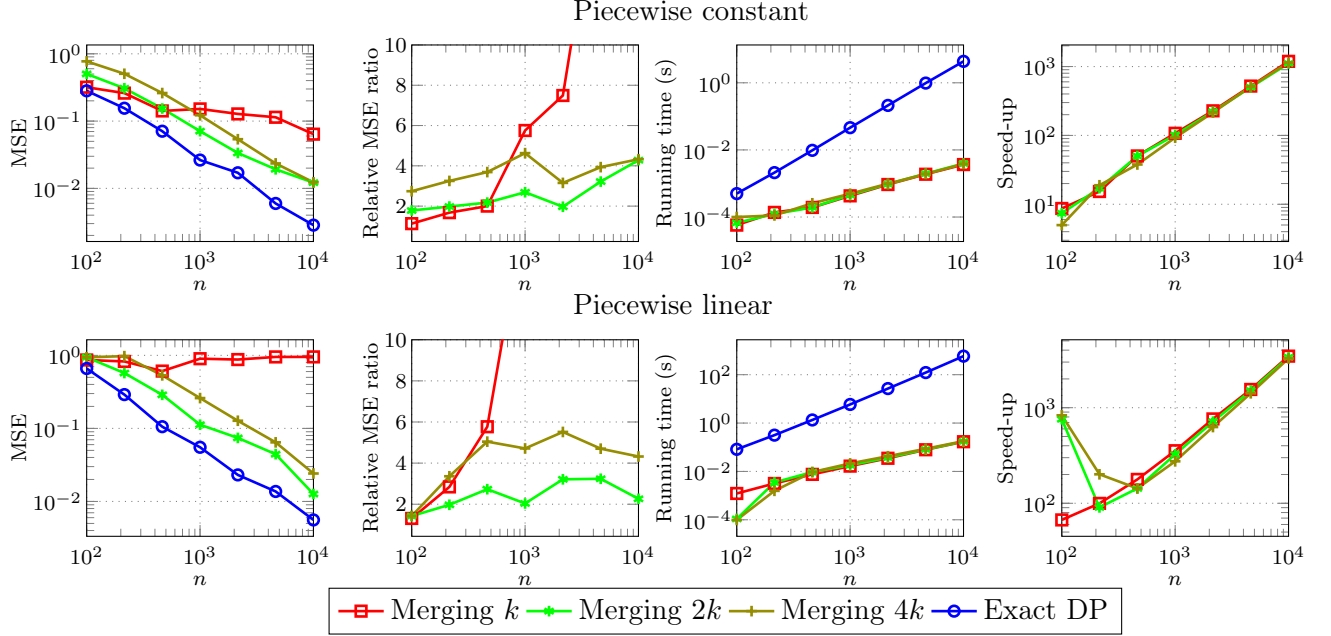 Piecewise constant
MSE
10^0
10^-1
10^-2
10^2 10^3 10^4
n
Relative MSE ratio
10
8
6
4
2
10^2 10^3 10^4
n
Running time (s)
10^0
10^-2
10^-4
10^2 10^3 10^4
n
Speed-up
10^3
10^2
10^1
10^2 10^3 10^4
n
Piecewise linear
MSE
10^0
10^-1
10^-2
10^2 10^3 10^4
n
Relative MSE ratio
10
8
6
4
2
10^2 10^3 10^4
n
Running time (s)
10^2
10^0
10^-2
10^-4
10^2 10^3 10^4
n
Speed-up
10^3
10^2
10^2 10^3 10^4
n
Merging k Merging 2k Merging 4k Exact DP